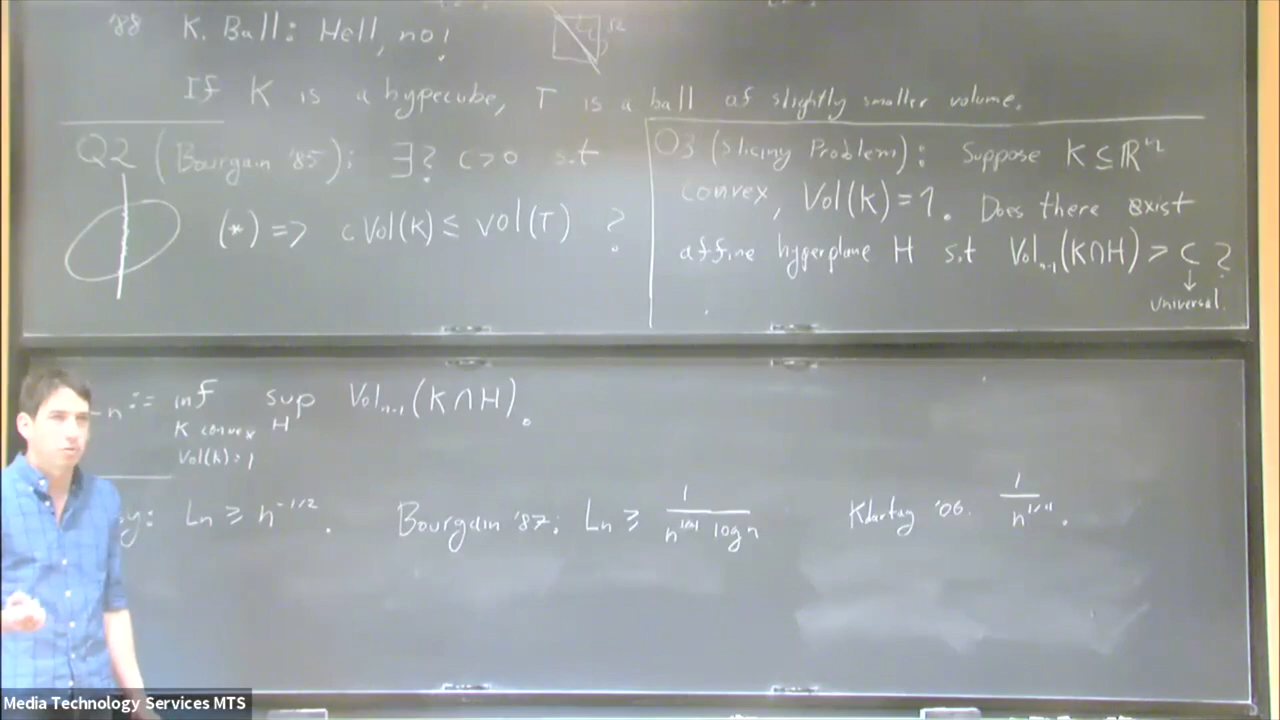 '88 K. Ball: Hell, no!
If K is a hypecube, T is a ball of slightly smaller volume.
Q2 (Bourgain '85): ∃? c>0 s.t
(*) => c Vol(K) ≤ vol(T) ?
Q3 (Slicing Problem): Suppose K ⊆ ℝⁿ
convex, Vol(K)=1. Does there exist
affine hyperplane H s.t Vol_{n-1}(K∩H) > C ?
↓
universal.
n := inf sup Vol_{n-1}(K∩H).
K convex H
Vol(K)=1
y: Ln ≥ n^{-1/2}. Bourgain '87: Ln ≥ 1/(n^{1/4} log n) Klartag '06. 1/n^{1/4}.
Media Technology Services MTS